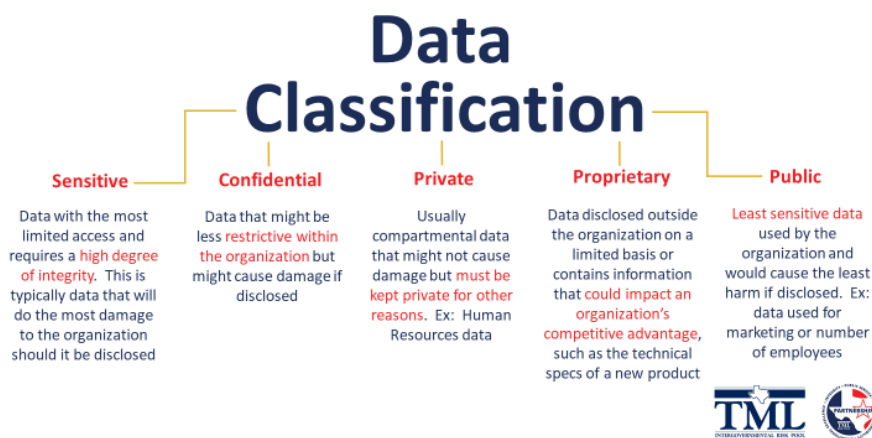 Data
Classification
Sensitive
Data with the most
limited access and
requires a high degree
of integrity. This is
typically data that will
do the most damage
to the organization
should it be disclosed
Confidential
Data that might be
less restrictive within
the organization but
might cause damage if
disclosed
Private
Usually
compartmental data
that might not cause
damage but must be
kept private for other
reasons. Ex: Human
Resources data
Proprietary
Data disclosed outside
the organization on a
limited basis or
contains information
that could impact an
organization's
competitive advantage,
such as the technical
specs of a new product
Public
Least sensitive data
used by the
organization and
would cause the least
harm if disclosed. Ex:
data used for
marketing or number
of employees
TML
INTERGOVERNMENTAL RISK POOL
PARTNERSHIP
TML